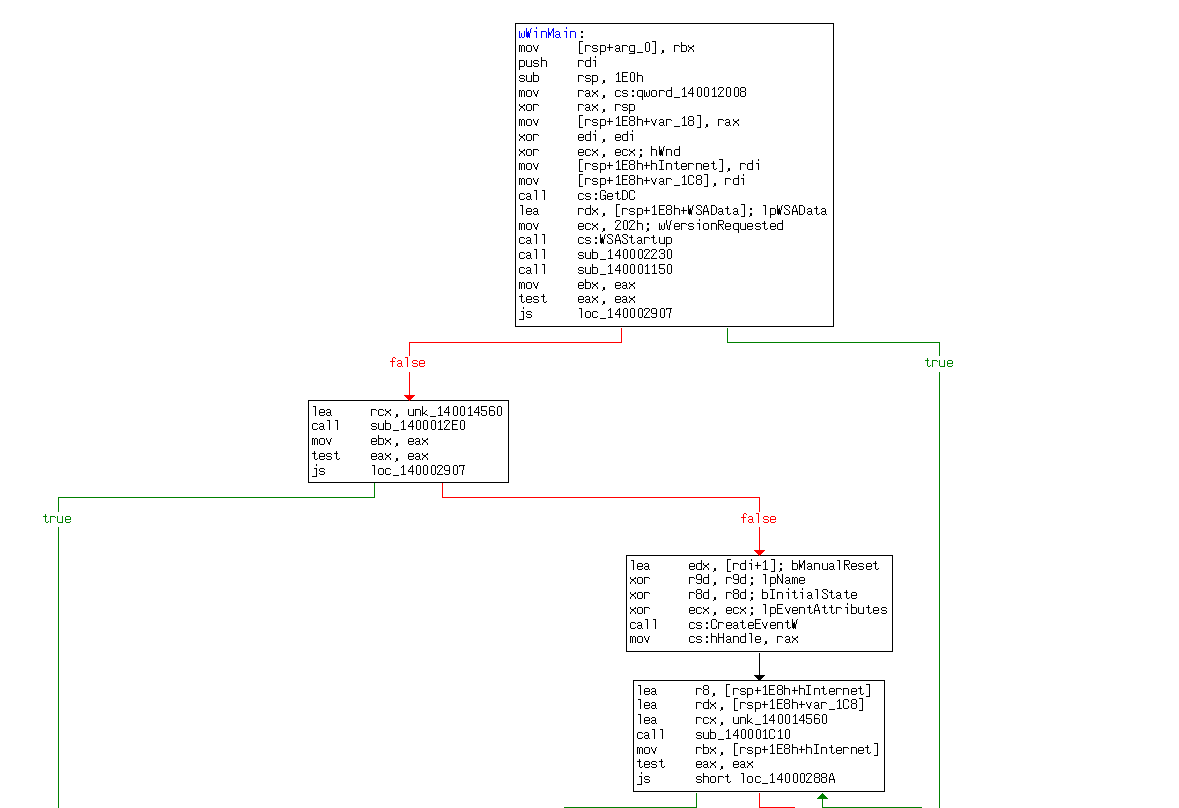 wWinMain:
mov [rsp+arg_0], rbx
push rdi
sub rsp, 1E0h
mov rax, cs:qword_140012008
xor rax, rsp
mov [rsp+1E8h+var_18], rax
xor edi, edi
xor ecx, ecx; hWnd
mov [rsp+1E8h+hInternet], rdi
mov [rsp+1E8h+var_1C8], rdi
call cs:GetDC
lea rdx, [rsp+1E8h+WSAData]; lpWSAData
mov ecx, 202h; wVersionRequested
call cs:WSAStartup
call sub_140002230
call sub_140001150
mov ebx, eax
test eax, eax
js loc_140002907
false
true
lea rcx, unk_140014560
call sub_1400012E0
mov ebx, eax
test eax, eax
js loc_140002907
true
false
lea edx, [rdi+1]; bManualReset
xor r9d, r9d; lpName
xor r8d, r8d; bInitialState
xor ecx, ecx; lpEventAttributes
call cs:CreateEventW
mov cs:hHandle, rax
lea r8, [rsp+1E8h+hInternet]
lea rdx, [rsp+1E8h+var_1C8]
lea rcx, unk_140014560
call sub_140001C10
mov rbx, [rsp+1E8h+hInternet]
test eax, eax
js short loc_14000288A